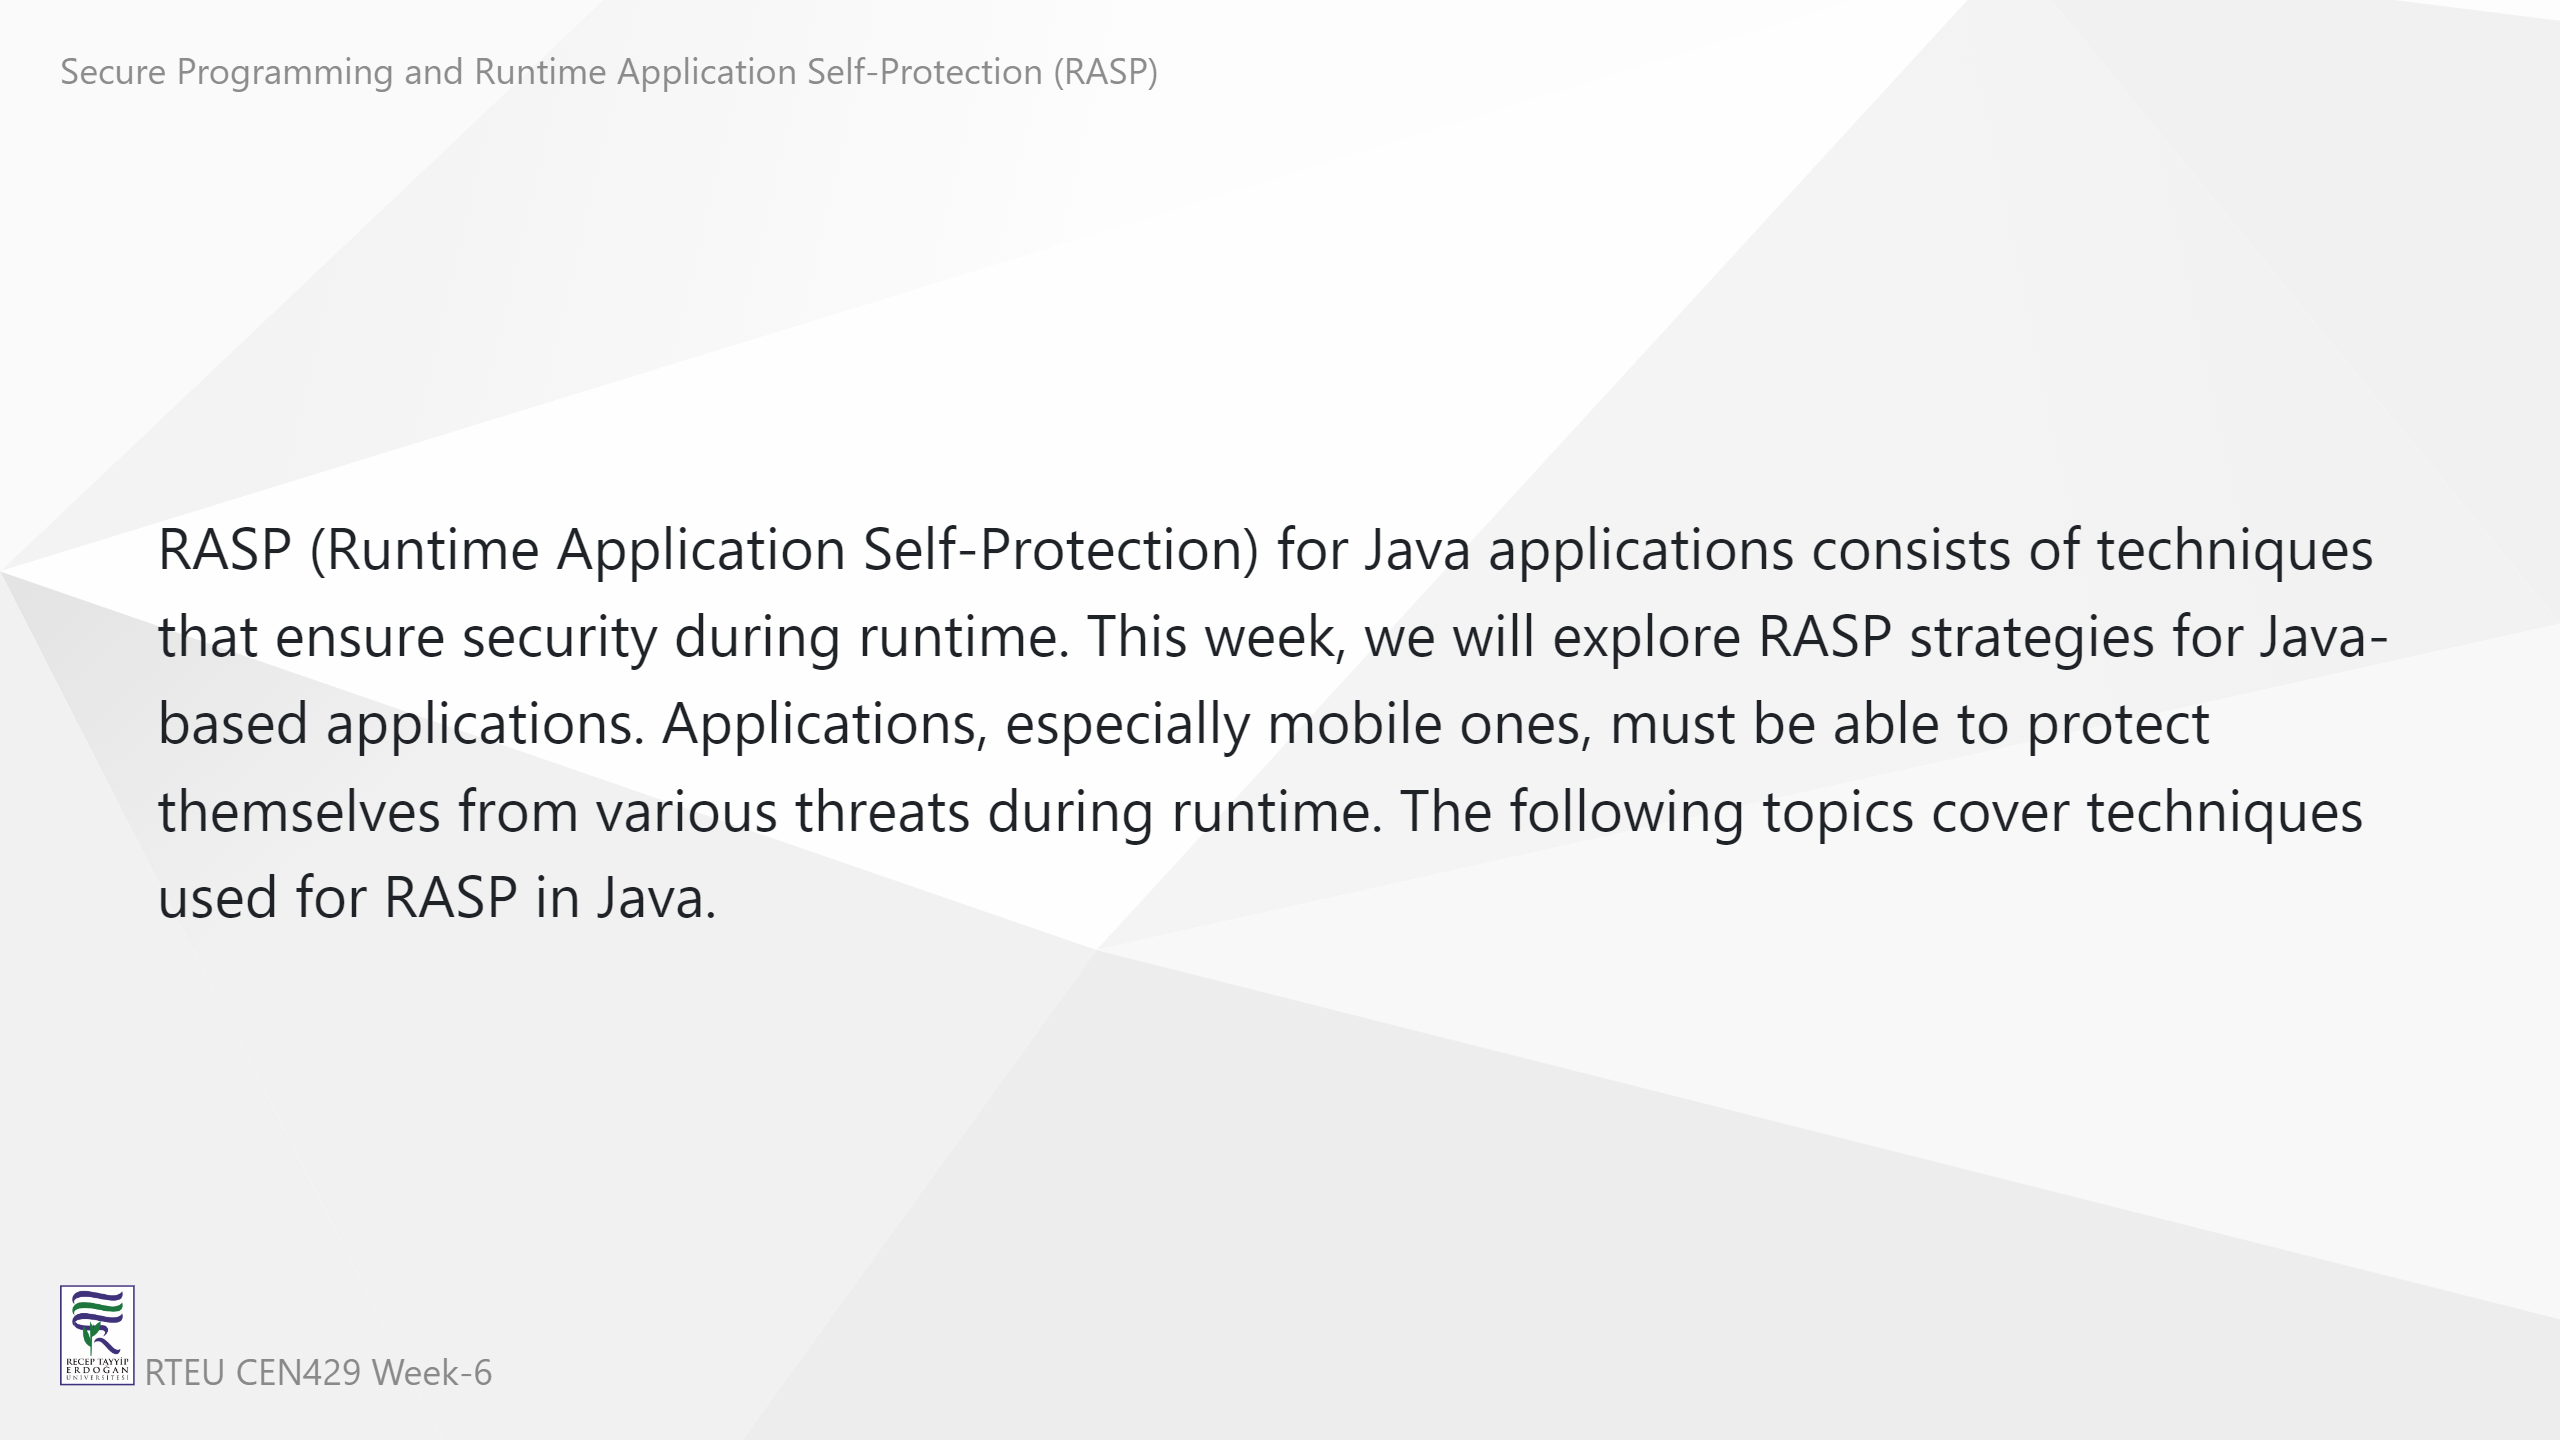 Secure Programming and Runtime Application Self-Protection (RASP)
RASP (Runtime Application Self-Protection) for Java applications consists of techniques
that ensure security during runtime. This week, we will explore RASP strategies for Java-
based applications. Applications, especially mobile ones, must be able to protect
themselves from various threats during runtime. The following topics cover techniques
used for RASP in Java.
RECEP TAYYİP
ERDOĞAN
ÜNİVERSİTESİ
RTEU CEN429 Week-6